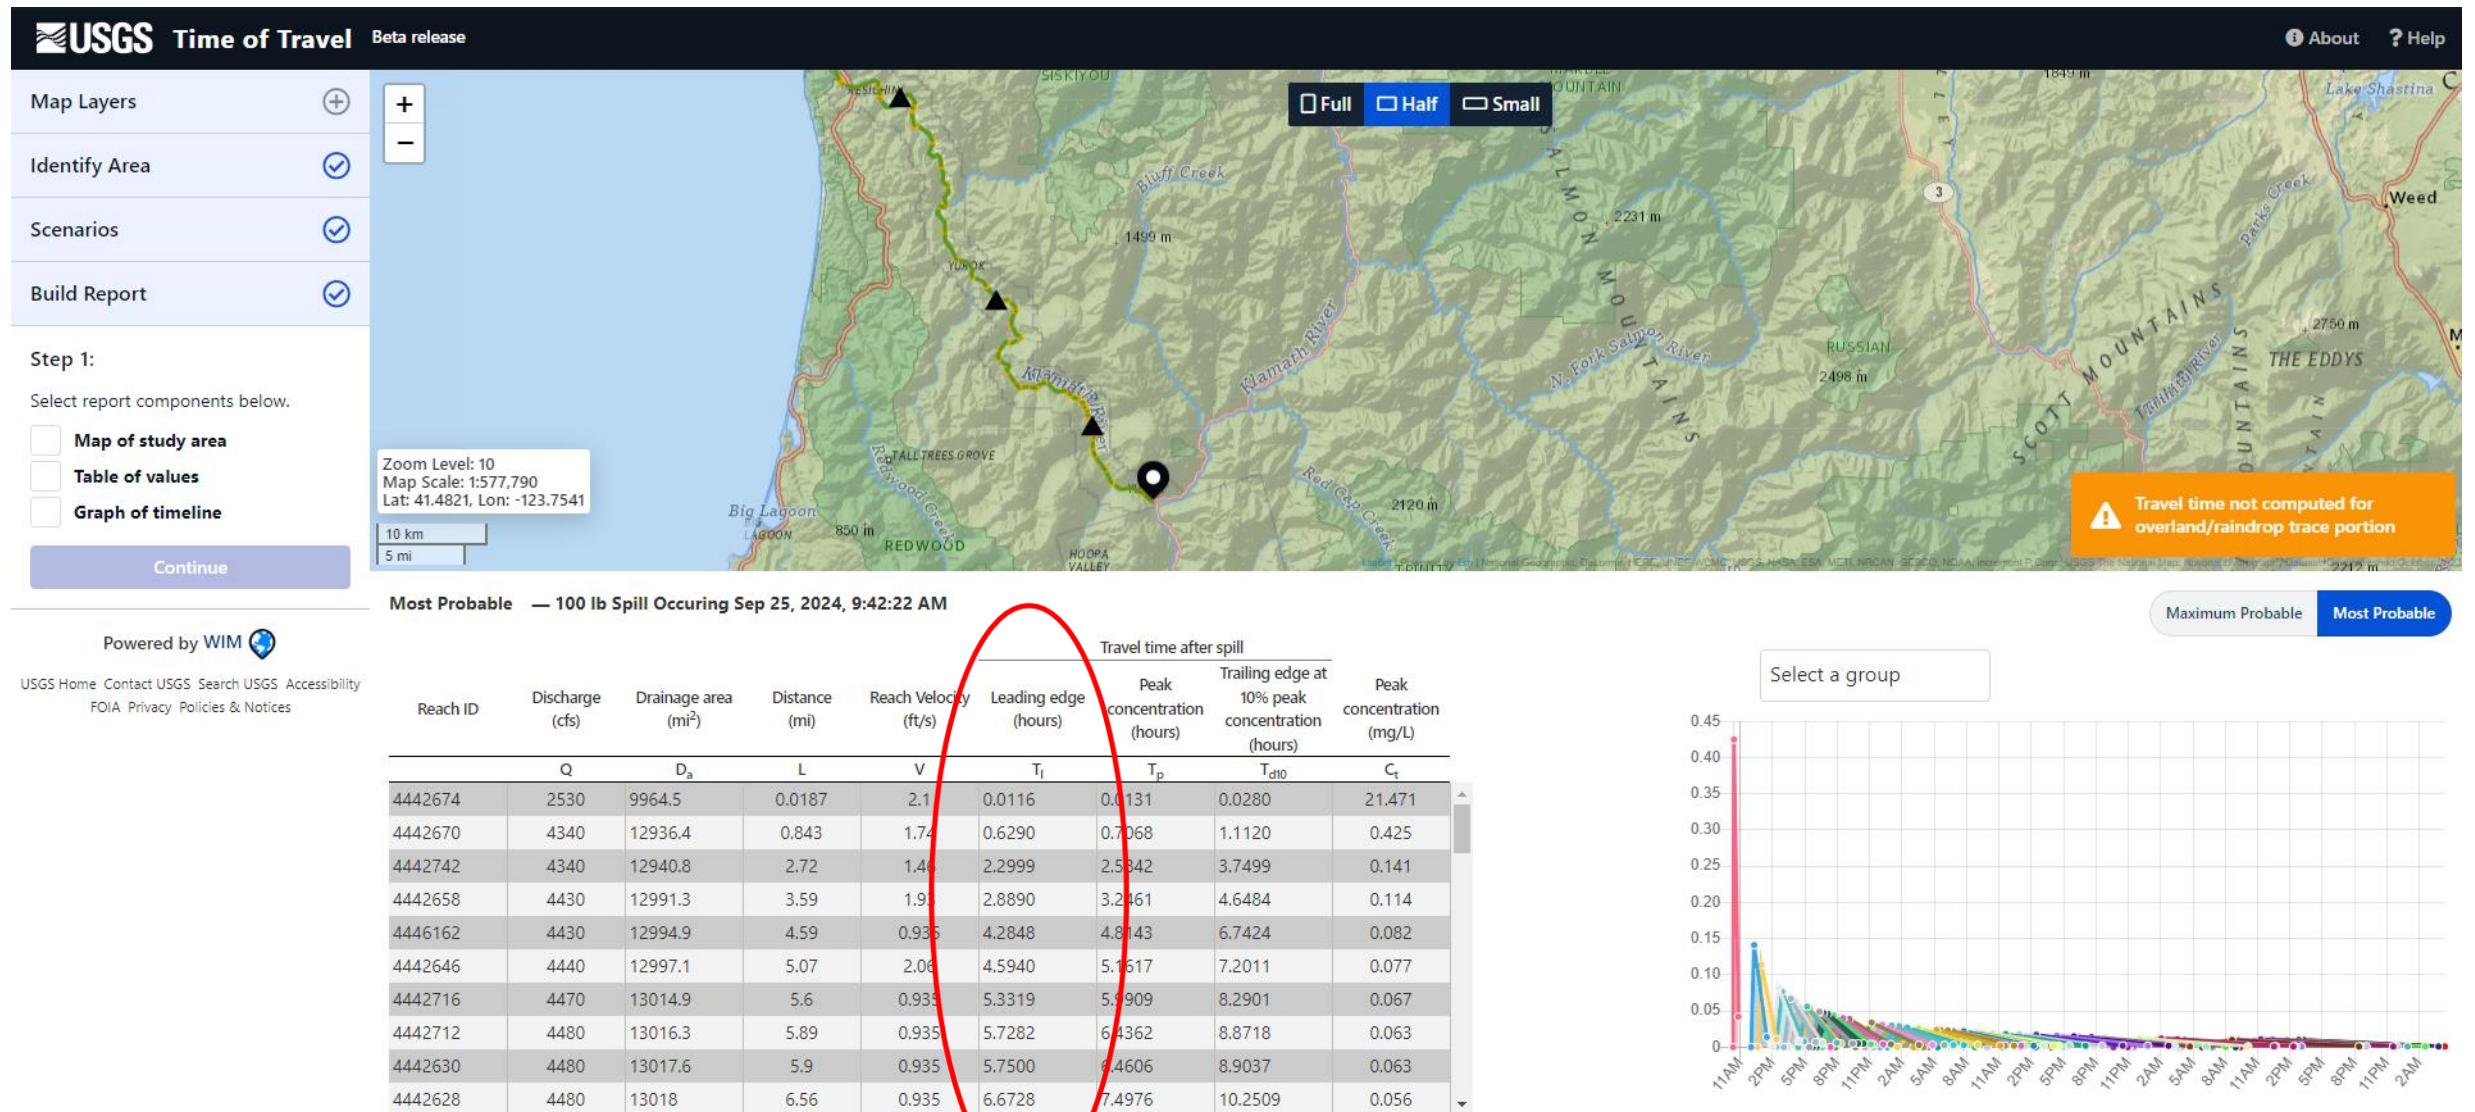 USGS Time of Travel Beta release
About
Help
Map Layers
Identify Area
Scenarios
Build Report
Step 1:
Select report components below.
Map of study area
Table of values
Graph of timeline
Continue
Powered by WIM
USGS Home Contact USGS Search USGS Accessibility
FOIA Privacy Policies & Notices
+
−
Full
Half
Small
SISKIYOU
RESIGHINI
Bluff Creek
1499 m
YUROK
2231 m
SALMON MOUNTAINS
1849 m
Lake Shastina
3
Parks Creek
Weed
Klamath River
Klamath River
N. Fork Salmon River
RUSSIAN
2498 m
SCOTT MOUNTAINS
2750 m
THE EDDYS
TALL TREES GROVE
Redwood Creek
Big Lagoon
LAGOON
850 m
REDWOOD
HOOPA
VALLEY
Red Cap Creek
2120 m
TRINITY
2212 m
Zoom Level: 10
Map Scale: 1:577,790
Lat: 41.4821, Lon: -123.7541
10 km
5 mi
Travel time not computed for
overland/raindrop trace portion
Most Probable — 100 lb Spill Occuring Sep 25, 2024, 9:42:22 AM
Maximum Probable
Most Probable
Travel time after spill
Reach ID
Discharge
(cfs)
Drainage area
(mi²)
Distance
(mi)
Reach Velocity
(ft/s)
Leading edge
(hours)
Peak
concentration
(hours)
Trailing edge at
10% peak
concentration
(hours)
Peak
concentration
(mg/L)
Q Da L V Tl Tp Td10 Ct
4442674 2530 9964.5 0.0187 2.1 0.0116 0.0131 0.0280 21.471
4442670 4340 12936.4 0.843 1.74 0.6290 0.7068 1.1120 0.425
4442742 4340 12940.8 2.72 1.46 2.2999 2.5842 3.7499 0.141
4442658 4430 12991.3 3.59 1.93 2.8890 3.2461 4.6484 0.114
4446162 4430 12994.9 4.59 0.935 4.2848 4.8143 6.7424 0.082
4442646 4440 12997.1 5.07 2.06 4.5940 5.1617 7.2011 0.077
4442716 4470 13014.9 5.6 0.935 5.3319 5.9909 8.2901 0.067
4442712 4480 13016.3 5.89 0.935 5.7282 6.4362 8.8718 0.063
4442630 4480 13017.6 5.9 0.935 5.7500 6.4606 8.9037 0.063
4442628 4480 13018 6.56 0.935 6.6728 7.4976 10.2509 0.056
Select a group
0.45
0.40
0.35
0.30
0.25
0.20
0.15
0.10
0.05
0
11AM 2PM 5PM 8PM 11PM 2AM 5AM 8AM 11AM 2PM 5PM 8PM 11PM 2AM 5AM 8AM 11AM 2PM 5PM 8PM 11PM 2AM